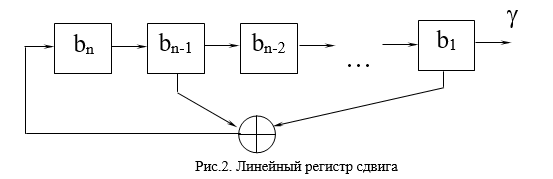 γ
bn bn-1 bn-2 ... b1
Рис.2. Линейный регистр сдвига